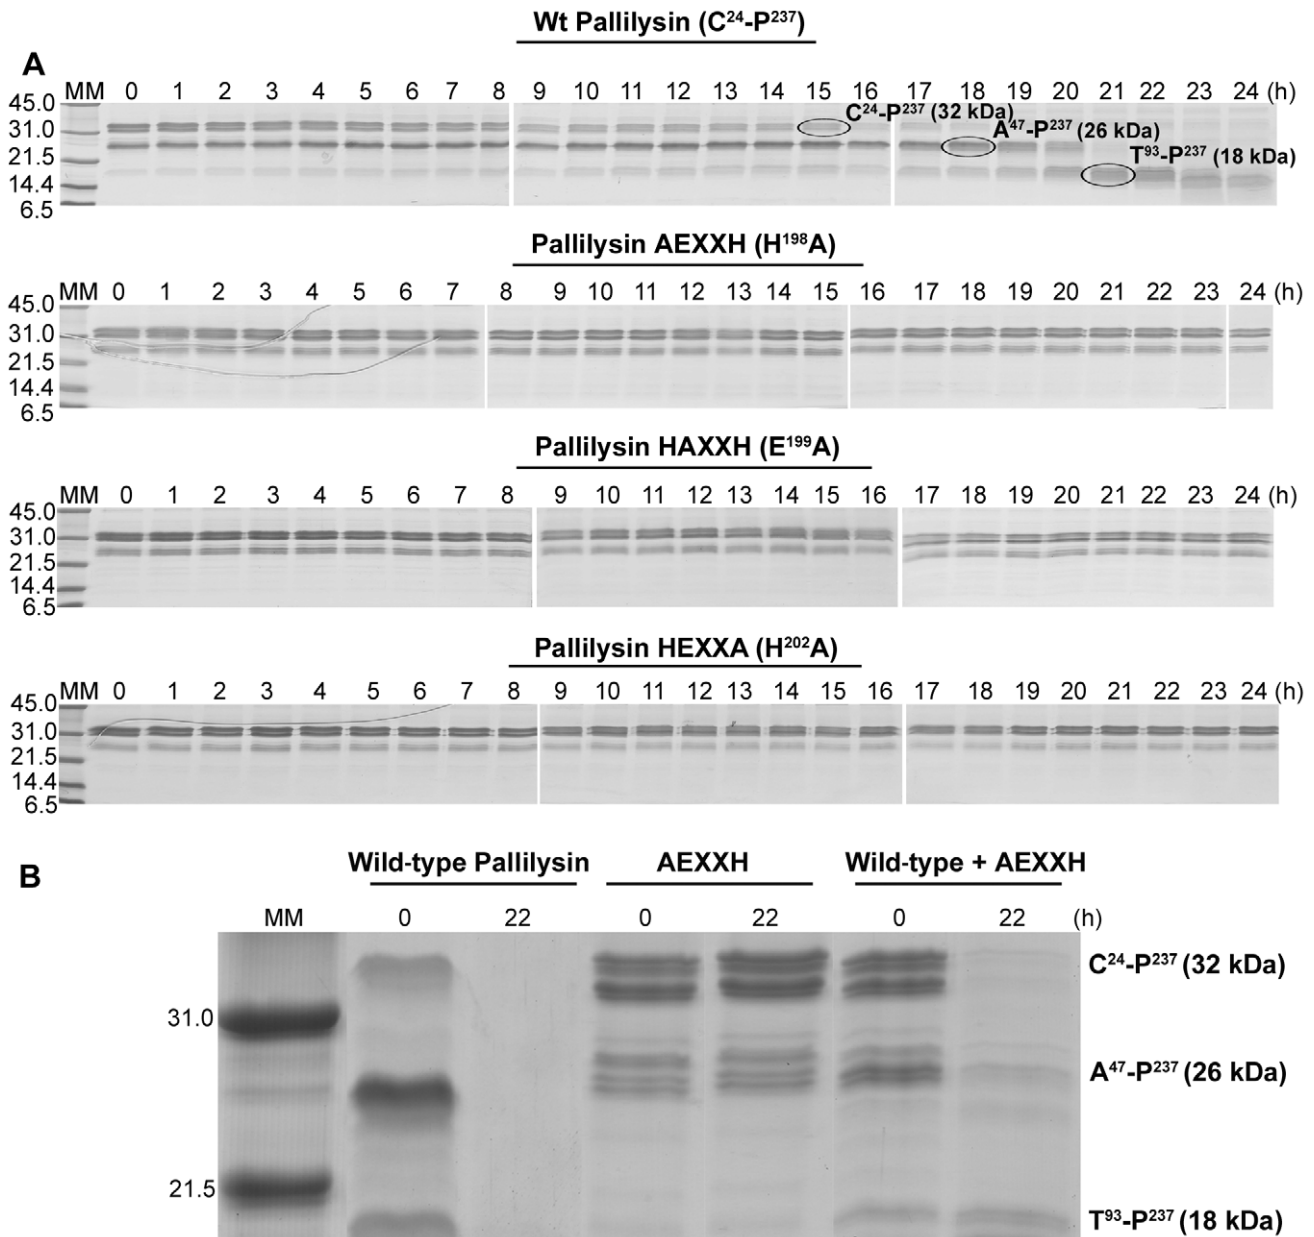 Wt Pallilysin (C²⁴-P²³⁷)
A
MM 0 1 2 3 4 5 6 7 8 9 10 11 12 13 14 15 16 17 18 19 20 21 22 23 24 (h)
45.0
31.0
21.5
14.4
6.5
C²⁴-P²³⁷ (32 kDa)
A⁴⁷-P²³⁷ (26 kDa)
T⁹³-P²³⁷ (18 kDa)
Pallilysin AEXXH (H¹⁹⁸A)
MM 0 1 2 3 4 5 6 7 8 9 10 11 12 13 14 15 16 17 18 19 20 21 22 23 24 (h)
45.0
31.0
21.5
14.4
6.5
Pallilysin HAXXH (E¹⁹⁹A)
MM 0 1 2 3 4 5 6 7 8 9 10 11 12 13 14 15 16 17 18 19 20 21 22 23 24 (h)
45.0
31.0
21.5
14.4
6.5
Pallilysin HEXXA (H²⁰²A)
MM 0 1 2 3 4 5 6 7 8 9 10 11 12 13 14 15 16 17 18 19 20 21 22 23 24 (h)
45.0
31.0
21.5
14.4
6.5
B
Wild-type Pallilysin AEXXH Wild-type + AEXXH
MM 0 22 0 22 0 22 (h)
31.0
21.5
C²⁴-P²³⁷ (32 kDa)
A⁴⁷-P²³⁷ (26 kDa)
T⁹³-P²³⁷ (18 kDa)